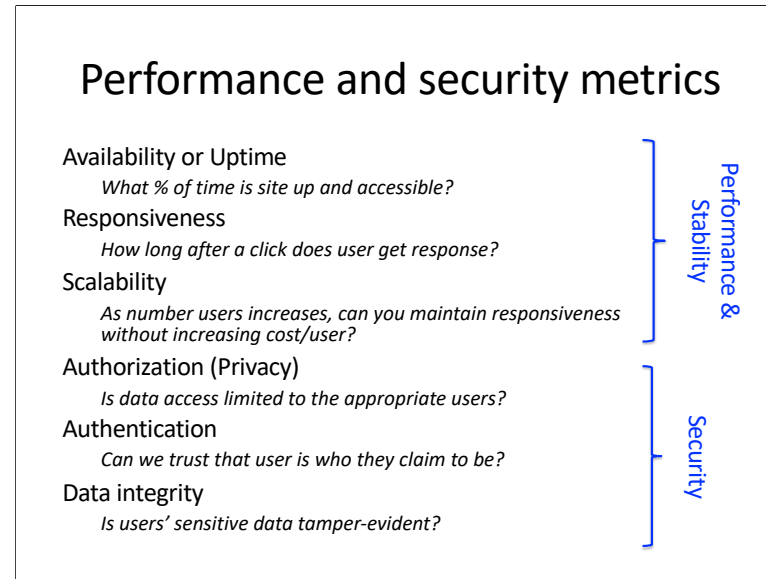 Performance and security metrics
Availability or Uptime
What % of time is site up and accessible?
Responsiveness
How long after a click does user get response?
Scalability
As number users increases, can you maintain responsiveness
without increasing cost/user?
Performance &
Stability
Authorization (Privacy)
Is data access limited to the appropriate users?
Authentication
Can we trust that user is who they claim to be?
Data integrity
Is users’ sensitive data tamper-evident?
Security